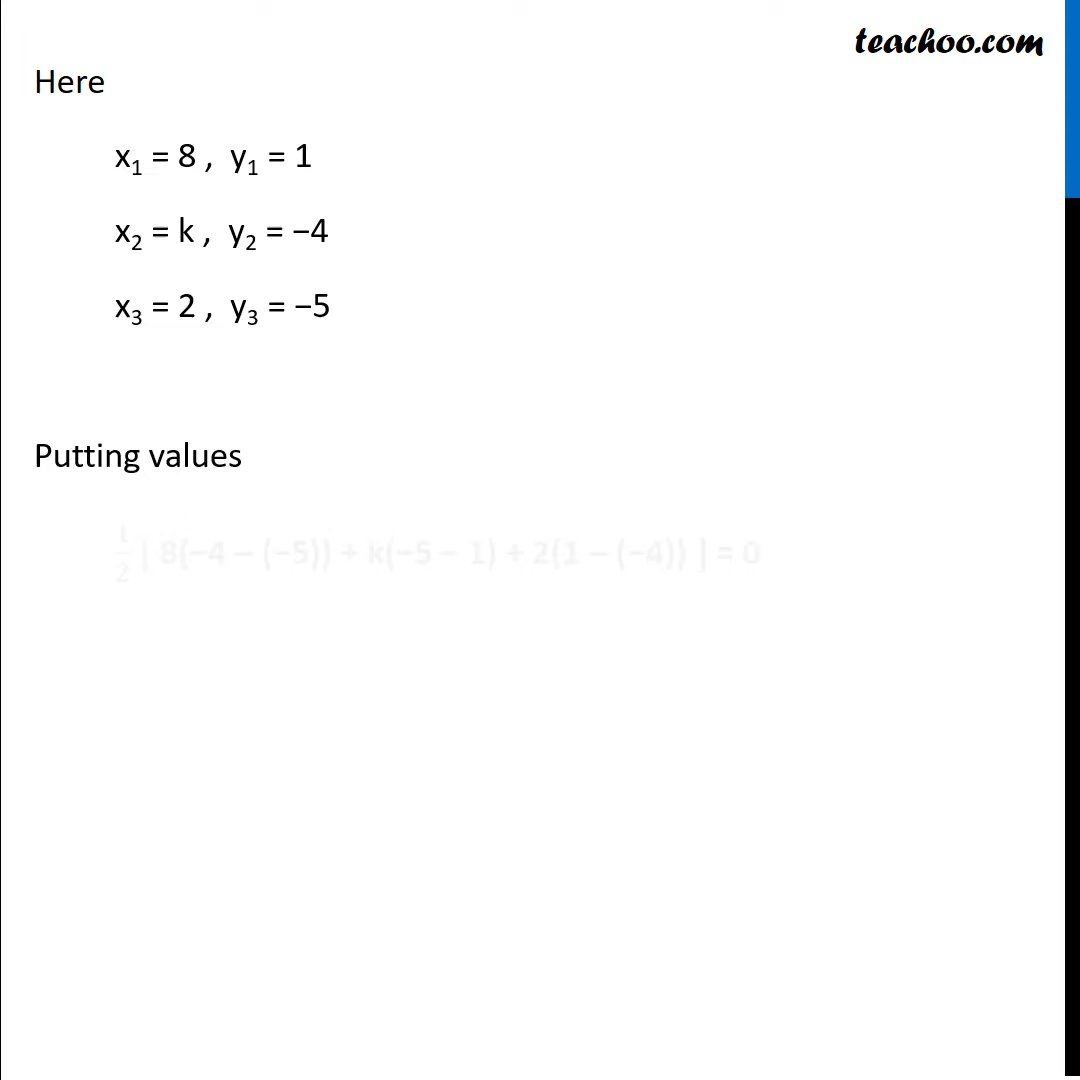 teachoo.com
Here
x₁ = 8 , y₁ = 1
x₂ = k , y₂ = −4
x₃ = 2 , y₃ = −5
Putting values
1/2 [ 8(−4 – (−5)) + k(−5 − 1) + 2(1 – (−4)) ] = 0